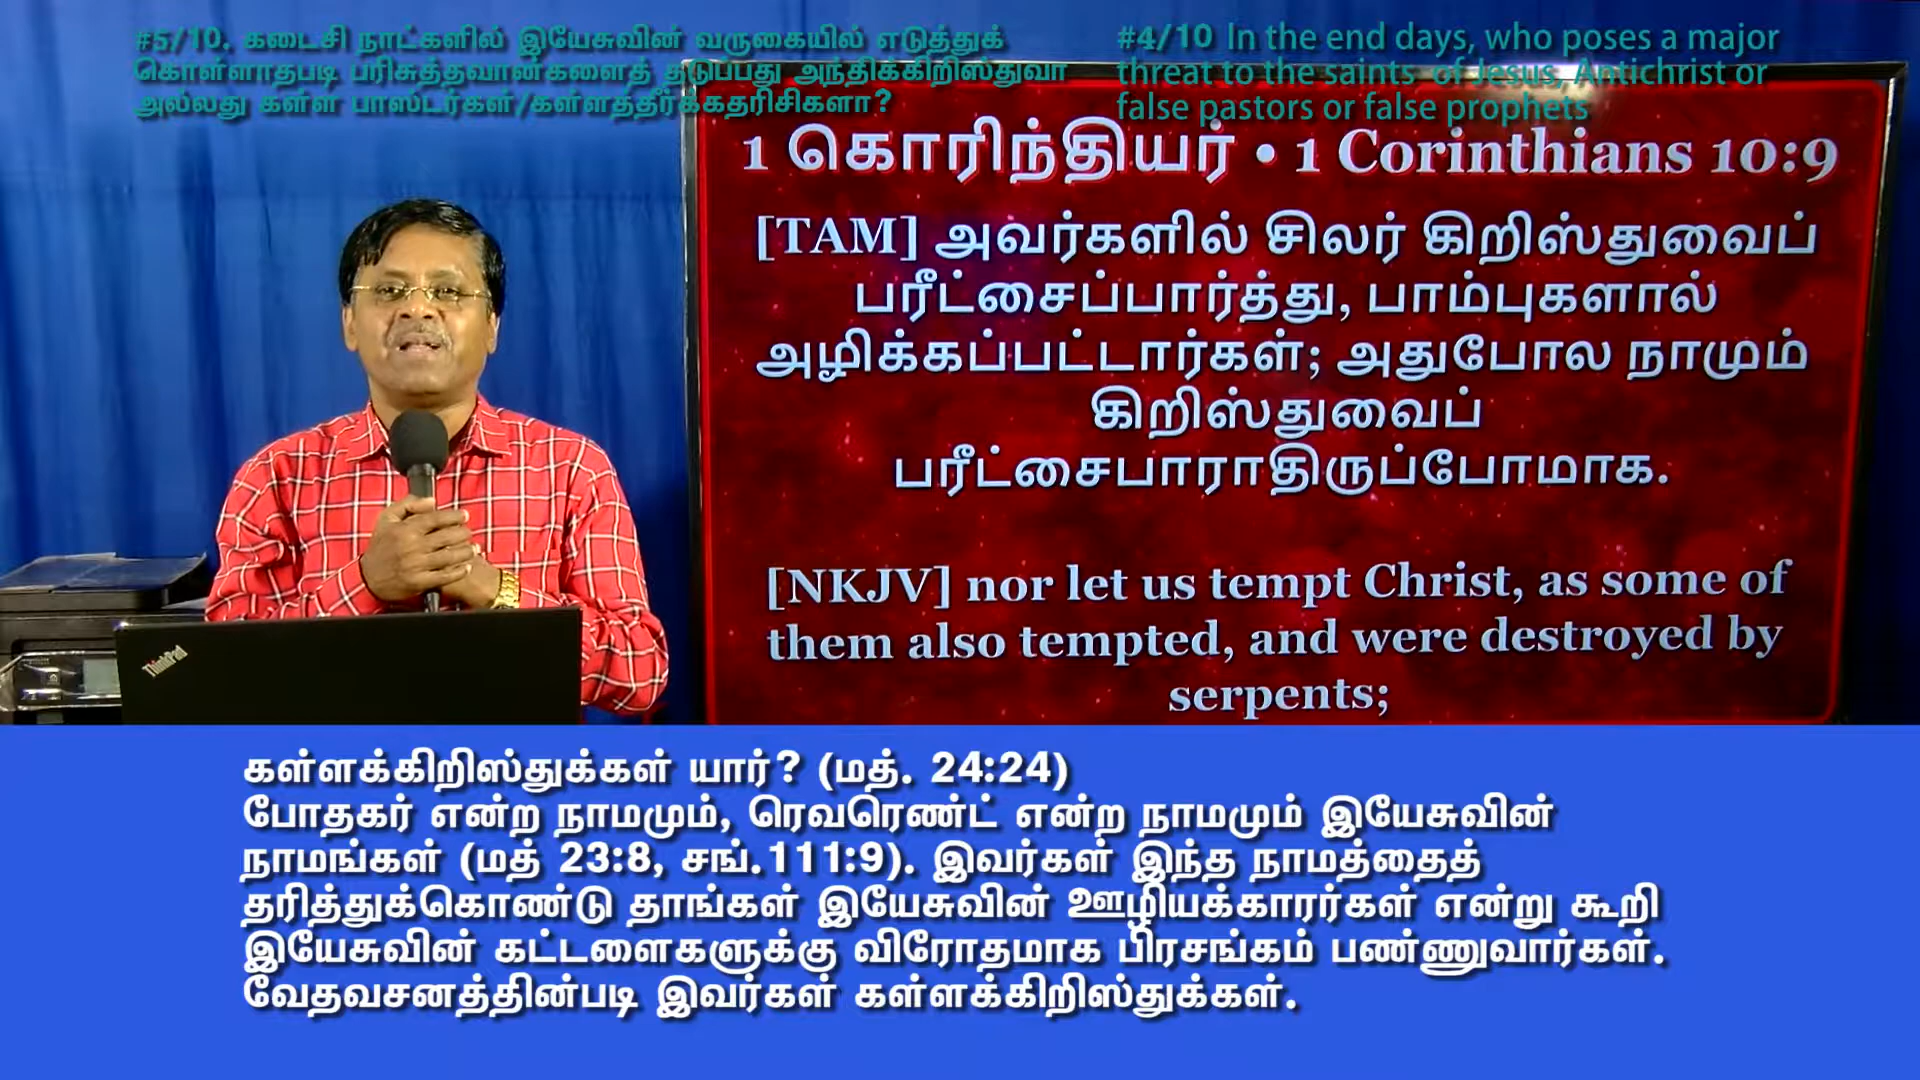 #5/10. கடைசி நாட்களில் இயேசுவின் வருகையில் எடுத்துக்
கொள்ளாதபடி பரிசுத்தவான்களைத் தடுப்பது அந்திக்கிறிஸ்துவா
அல்லது கள்ள பாஸ்டர்கள்/கள்ளத்தீர்க்கதரிசிகளா?
#4/10 In the end days, who poses a major
threat to the saints of Jesus, Antichrist or
false pastors or false prophets
1 கொரிந்தியர் • 1 Corinthians 10:9
[TAM] அவர்களில் சிலர் கிறிஸ்துவைப்
பரீட்சைப்பார்த்து, பாம்புகளால்
அழிக்கப்பட்டார்கள்; அதுபோல நாமும்
கிறிஸ்துவைப்
பரீட்சைபாராதிருப்போமாக.
[NKJV] nor let us tempt Christ, as some of
them also tempted, and were destroyed by
serpents;
ThinkPad
கள்ளக்கிறிஸ்துக்கள் யார்? (மத். 24:24)
போதகர் என்ற நாமமும், ரெவரெண்ட் என்ற நாமமும் இயேசுவின்
நாமங்கள் (மத் 23:8, சங்.111:9). இவர்கள் இந்த நாமத்தைத்
தரித்துக்கொண்டு தாங்கள் இயேசுவின் ஊழியக்காரர்கள் என்று கூறி
இயேசுவின் கட்டளைகளுக்கு விரோதமாக பிரசங்கம் பண்ணுவார்கள்.
வேதவசனத்தின்படி இவர்கள் கள்ளக்கிறிஸ்துக்கள்.